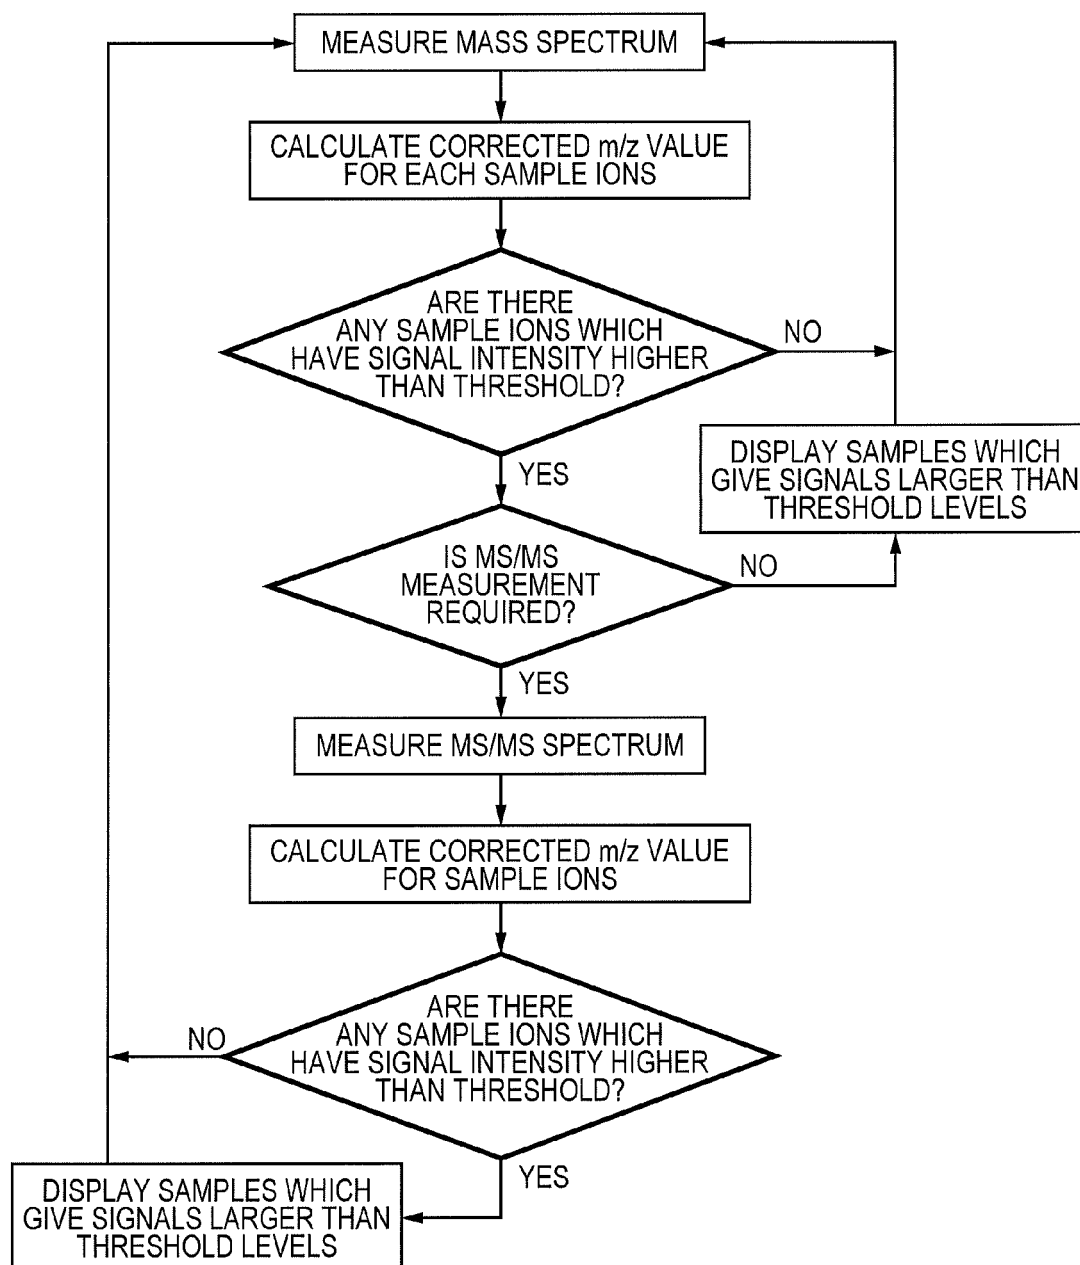 MEASURE MASS SPECTRUM
CALCULATE CORRECTED m/z VALUE
FOR EACH SAMPLE IONS
ARE THERE
ANY SAMPLE IONS WHICH
HAVE SIGNAL INTENSITY HIGHER
THAN THRESHOLD?
NO
YES
DISPLAY SAMPLES WHICH
GIVE SIGNALS LARGER THAN
THRESHOLD LEVELS
IS MS/MS
MEASUREMENT
REQUIRED?
NO
YES
MEASURE MS/MS SPECTRUM
CALCULATE CORRECTED m/z VALUE
FOR SAMPLE IONS
ARE THERE
ANY SAMPLE IONS WHICH
HAVE SIGNAL INTENSITY HIGHER
THAN THRESHOLD?
NO
YES
DISPLAY SAMPLES WHICH
GIVE SIGNALS LARGER THAN
THRESHOLD LEVELS